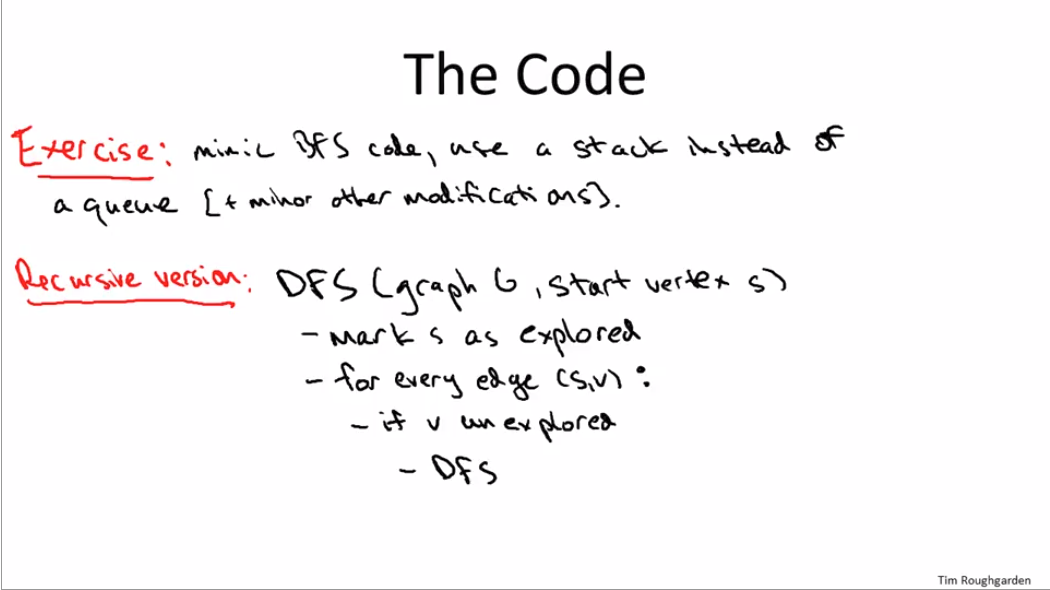 The Code
Exercise: mimic BFS code, use a stack instead of
a queue [+ minor other modifications].
Recursive version: DFS (graph G, start vertex s)
- mark s as explored
- for every edge (s,v) :
- if v unexplored
- DFS
Tim Roughgarden